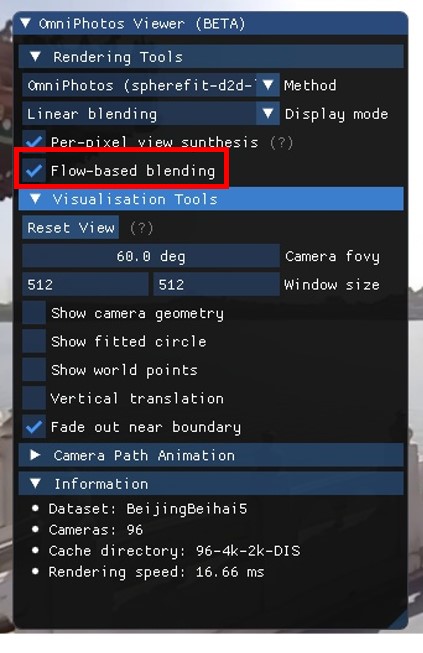 OmniPhotos Viewer (BETA)
Rendering Tools
OmniPhotos (spherefit-d2d- Method
Linear blending Display mode
Per-pixel view synthesis (?)
Flow-based blending
Visualisation Tools
Reset View (?)
60.0 deg Camera fovy
512 512 Window size
Show camera geometry
Show fitted circle
Show world points
Vertical translation
Fade out near boundary
Camera Path Animation
Information
Dataset: BeijingBeihai5
Cameras: 96
Cache directory: 96-4k-2k-DIS
Rendering speed: 16.66 ms